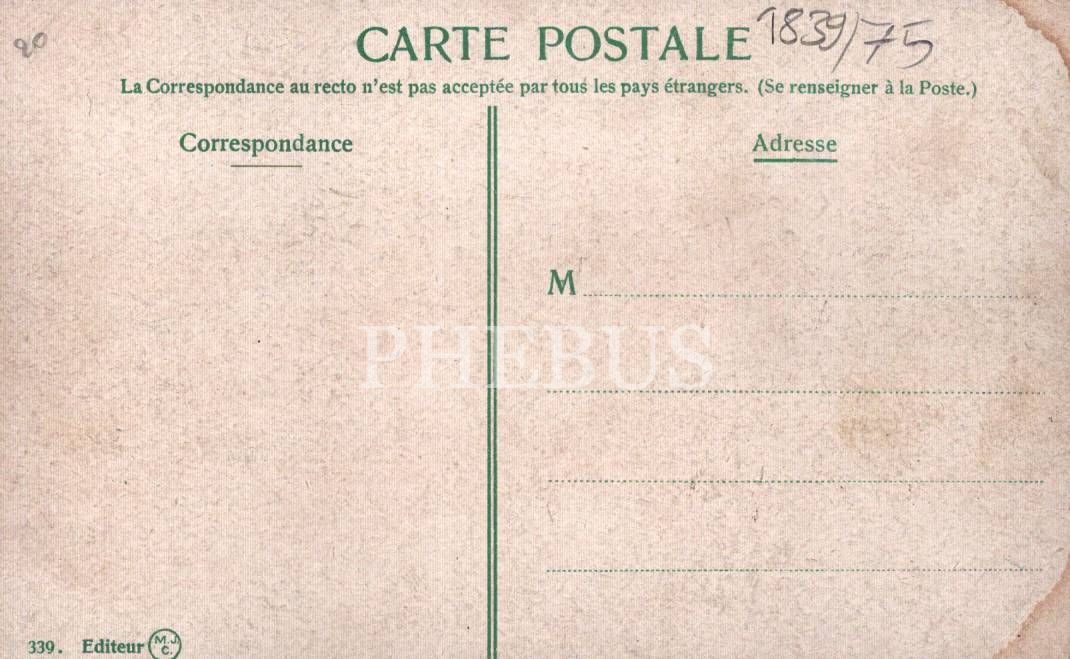 20
CARTE POSTALE 1839/75
La Correspondance au recto n'est pas acceptée par tous les pays étrangers. (Se renseigner à la Poste.)
Correspondance
Adresse
M
PHEBUS
339. Editeur M. J. C.